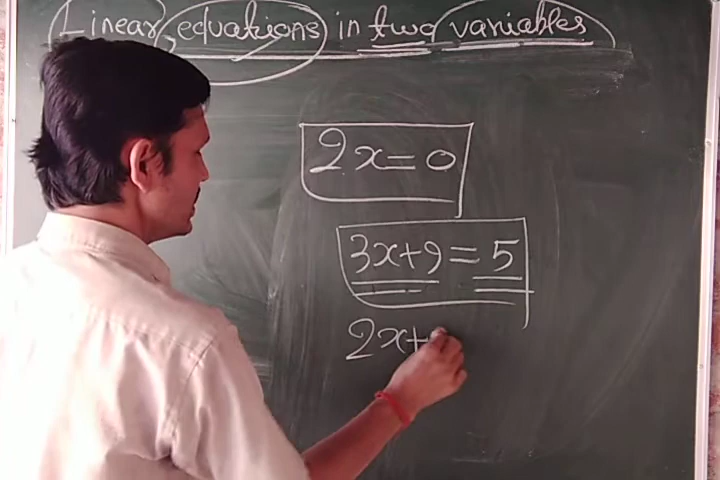 Linear equations in two variables
2x=0
3x+9=5
2x+